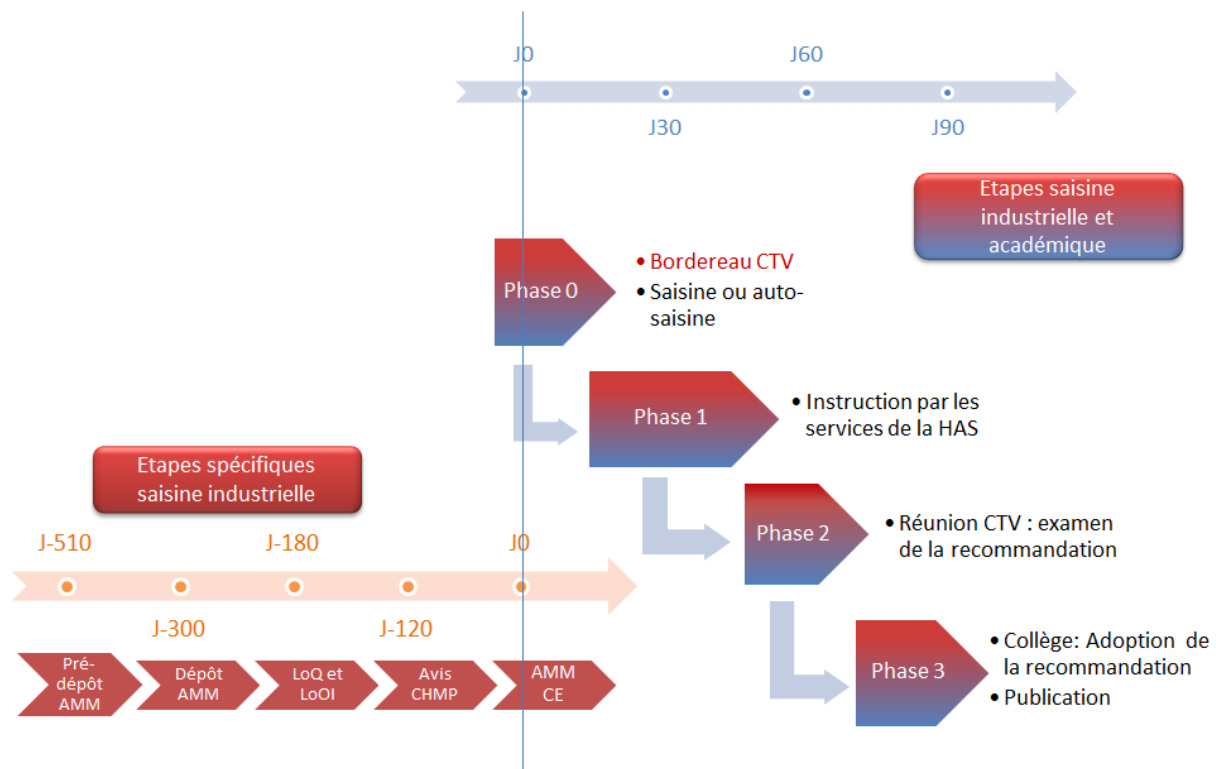 J0
J60
J30
J90
Etapes saisine
industrielle et
académique
Phase 0
• Bordereau CTV
• Saisine ou auto-
saisine
Phase 1
• Instruction par les
services de la HAS
Etapes spécifiques
saisine industrielle
Phase 2
• Réunion CTV : examen
de la recommandation
J-510
J-180
J0
J-300
J-120
Pré-
dépôt
AMM
Dépôt
AMM
LoQ et
LoOI
Avis
CHMP
AMM
CE
Phase 3
• Collège: Adoption de
la recommandation
• Publication